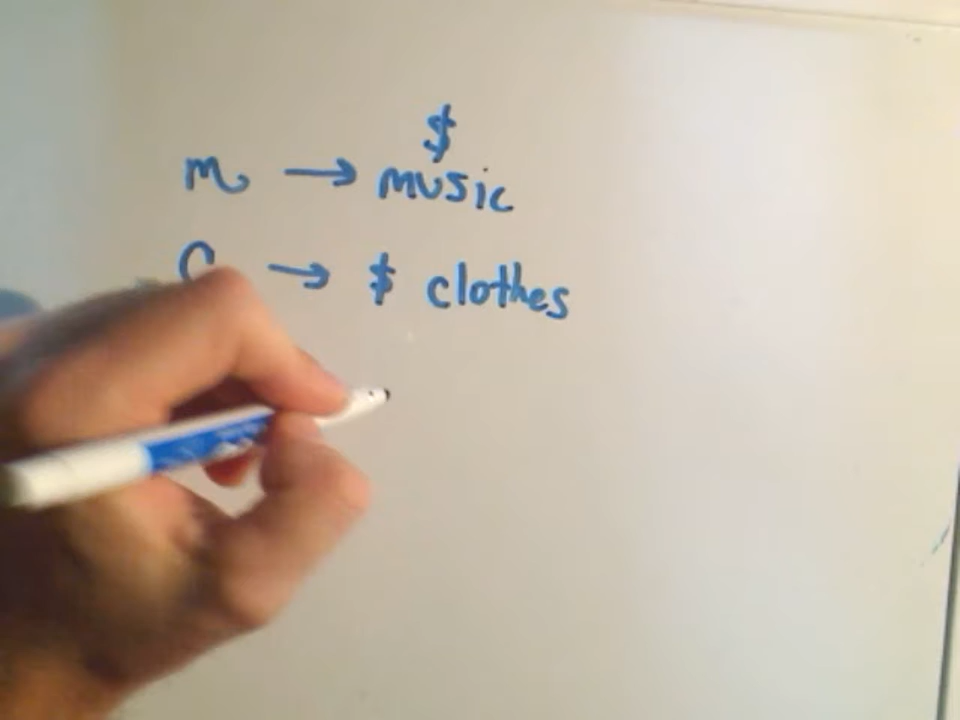 $
m → music
C → $ clothes